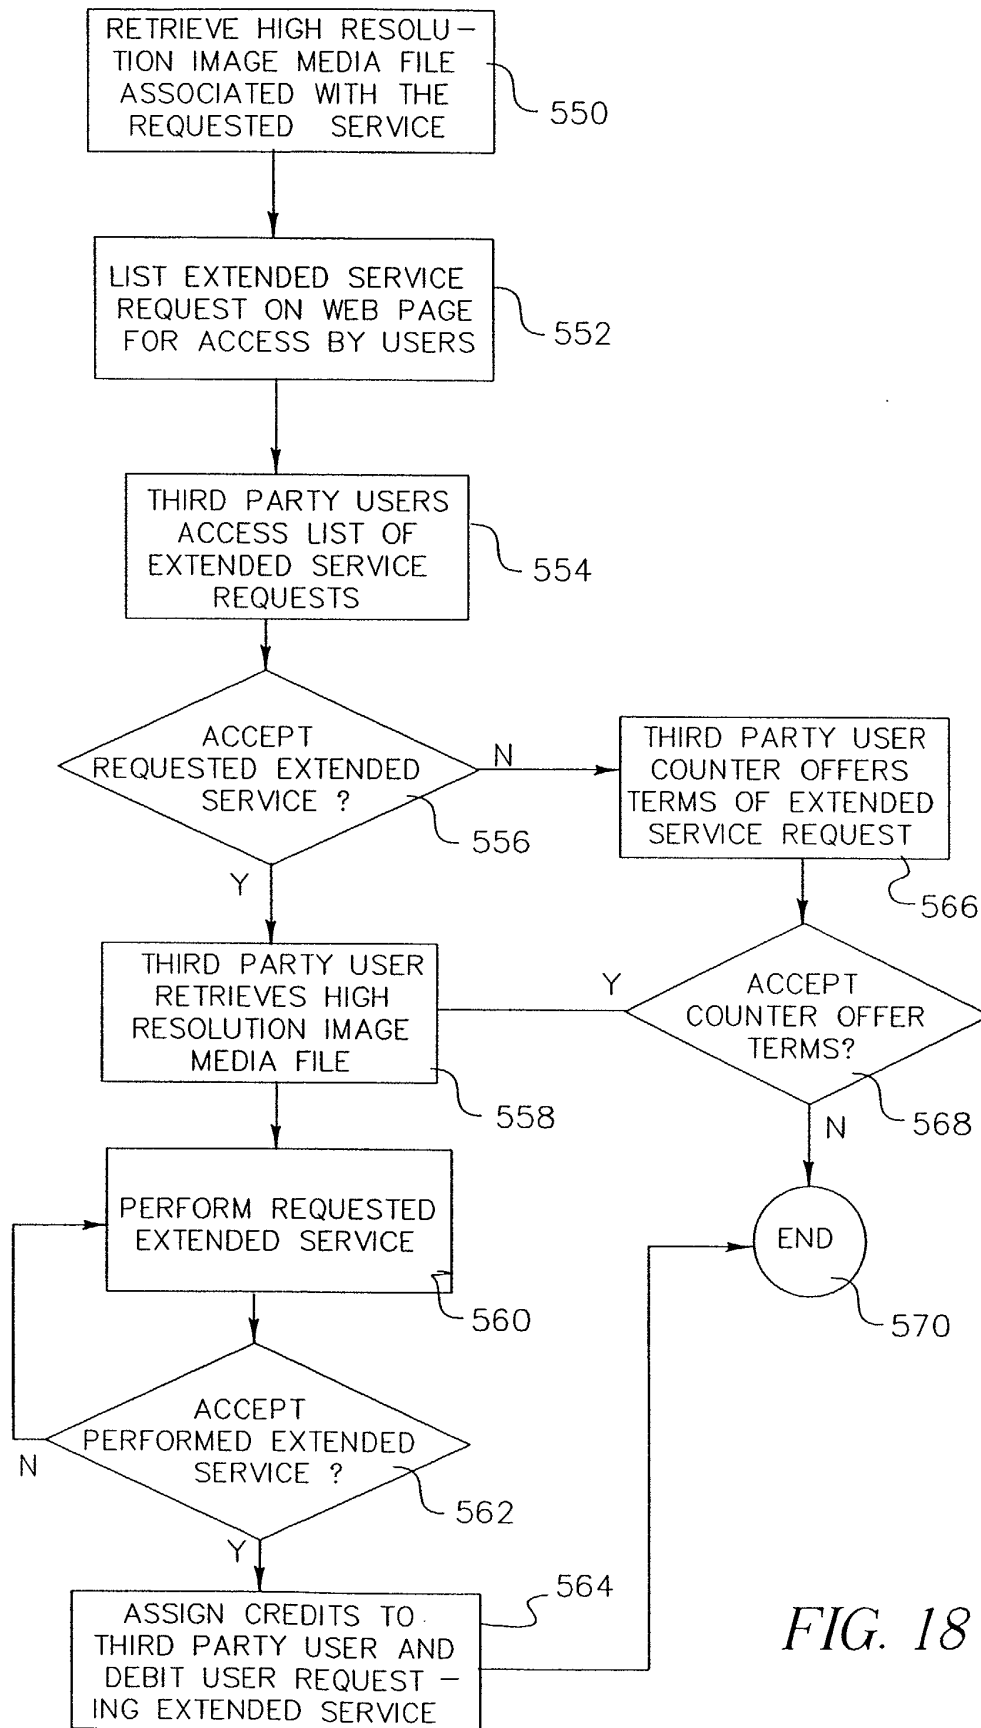 RETRIEVE HIGH RESOLU-
TION IMAGE MEDIA FILE
ASSOCIATED WITH THE
REQUESTED SERVICE
550
LIST EXTENDED SERVICE
REQUEST ON WEB PAGE
FOR ACCESS BY USERS
552
THIRD PARTY USERS
ACCESS LIST OF
EXTENDED SERVICE
REQUESTS
554
ACCEPT
REQUESTED EXTENDED
SERVICE ?
556
N
Y
THIRD PARTY USER
COUNTER OFFERS
TERMS OF EXTENDED
SERVICE REQUEST
566
THIRD PARTY USER
RETRIEVES HIGH
RESOLUTION IMAGE
MEDIA FILE
558
Y
ACCEPT
COUNTER OFFER
TERMS?
568
N
PERFORM REQUESTED
EXTENDED SERVICE
560
END
570
ACCEPT
PERFORMED EXTENDED
SERVICE ?
562
N
Y
ASSIGN CREDITS TO
THIRD PARTY USER AND
DEBIT USER REQUEST -
ING EXTENDED SERVICE
564
FIG. 18